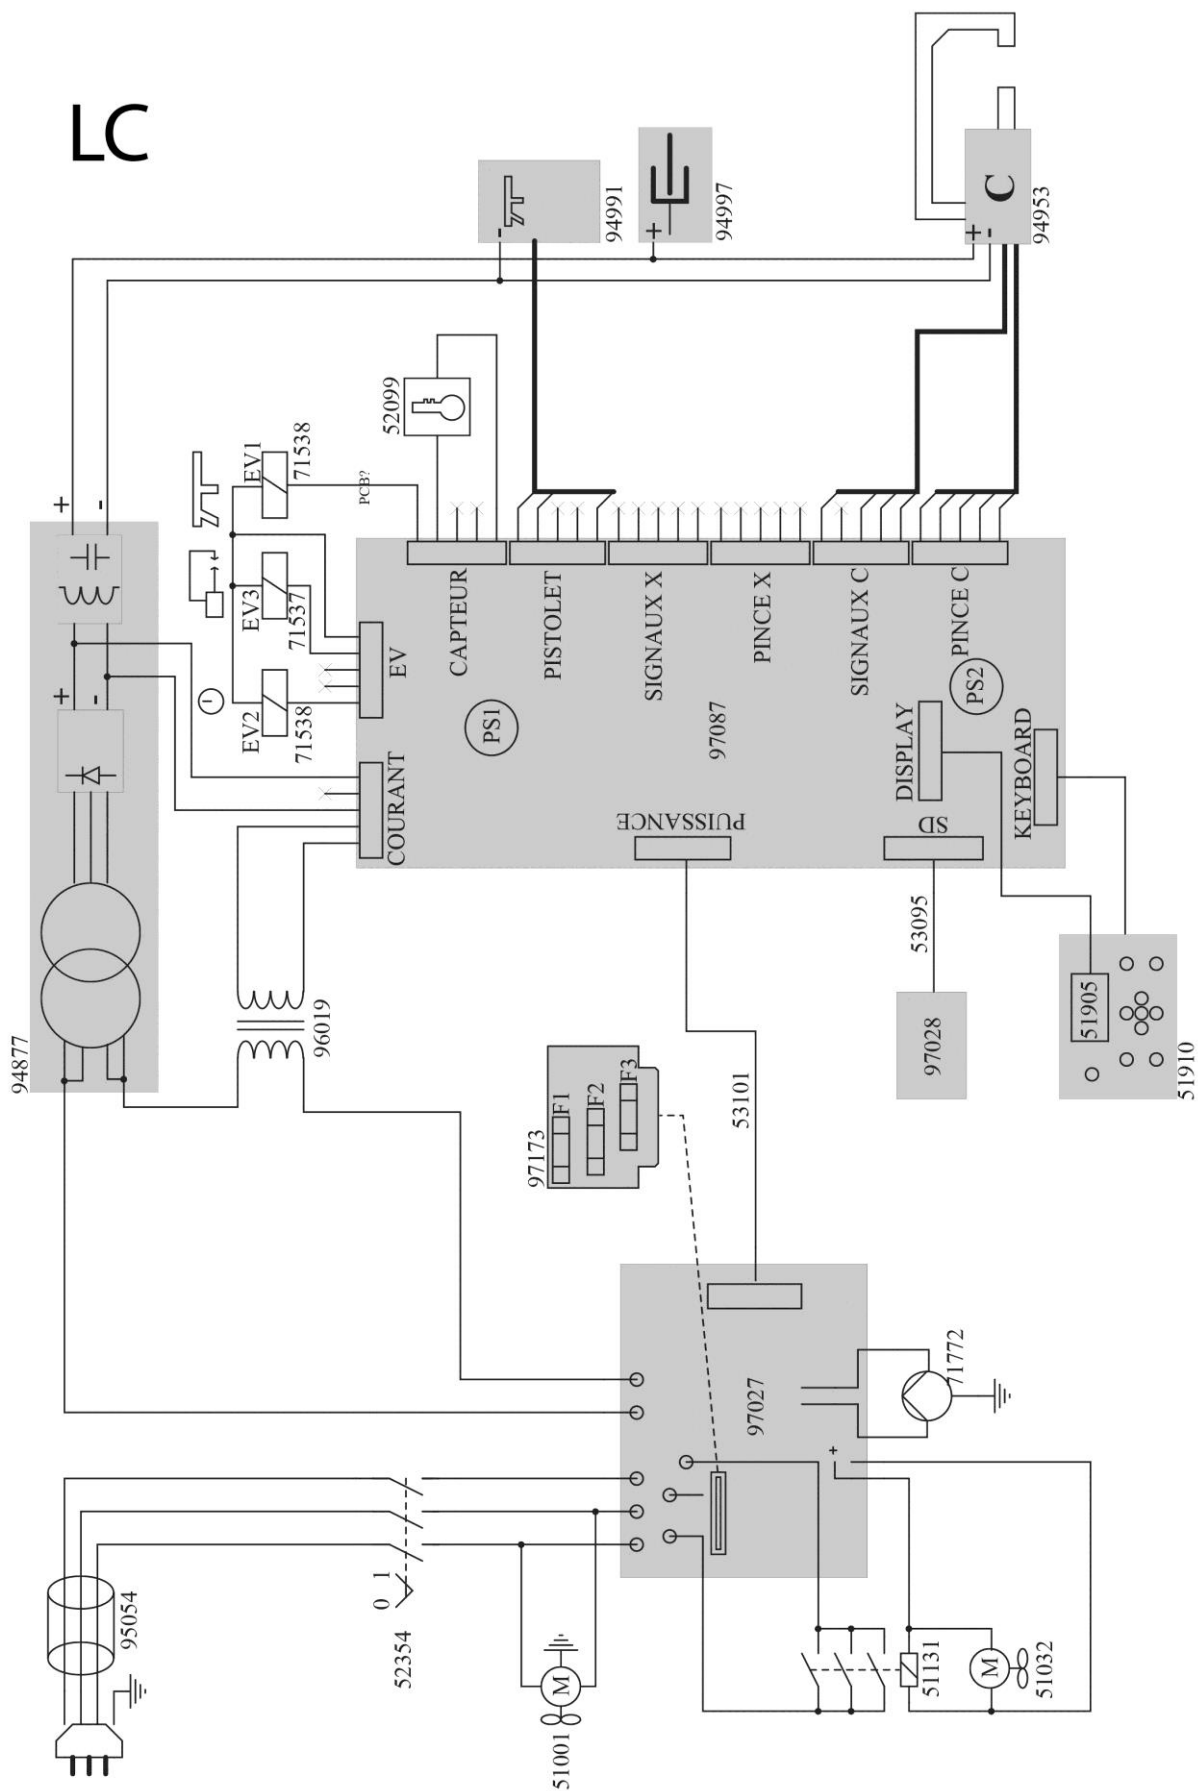 LC
94877
+
-
+
-
94991
-
94997
+
C
94953
+
-
52099
EV1
71538
PCB?
EV3
71537
EV2
71538
EV
CAPTEUR
PISTOLET
SIGNAUX X
PINCE X
SIGNAUX C
PINCE C
COURANT
PS1
PS2
97087
PUISSANCE
DISPLAY
SD
KEYBOARD
96019
53095
97028
51905
51910
97173
F1
F2
F3
53101
97027
71772
+
95054
0 1
52354
M
51001
51131
M
51032